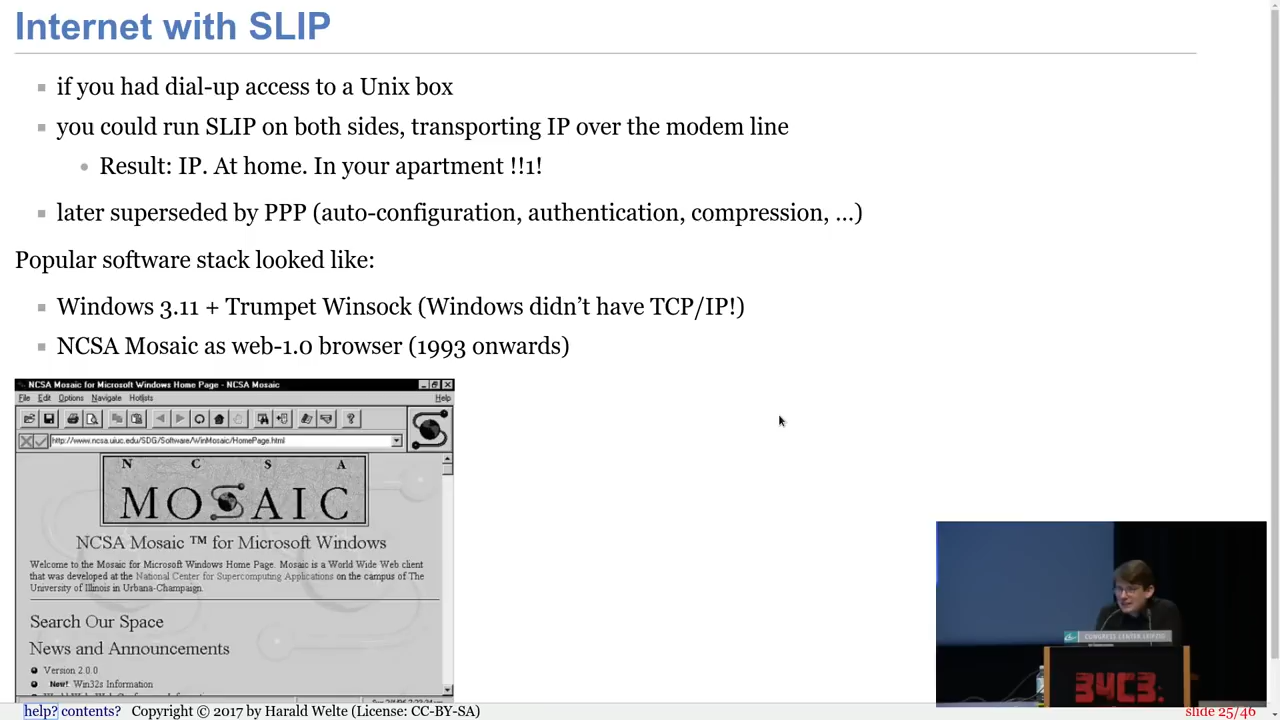 Internet with SLIP
if you had dial-up access to a Unix box
you could run SLIP on both sides, transporting IP over the modem line
Result: IP. At home. In your apartment !!1!
later superseded by PPP (auto-configuration, authentication, compression, …)
Popular software stack looked like:
Windows 3.11 + Trumpet Winsock (Windows didn’t have TCP/IP!)
NCSA Mosaic as web-1.0 browser (1993 onwards)
NCSA Mosaic for Microsoft Windows Home Page - NCSA Mosaic
File Edit Options Navigate Hotlists Help
http://www.ncsa.uiuc.edu/SDG/Software/WinMosaic/HomePage.html
N C S A
MOSAIC
NCSA Mosaic ™ for Microsoft Windows
Welcome to the Mosaic for Microsoft Windows Home Page. Mosaic is a World Wide Web client
that was developed at the National Center for Supercomputing Applications on the campus of The
University of Illinois in Urbana-Champaign.
Search Our Space
News and Announcements
Version 2.0.0
New! Win32s Information
CONGRESS CENTER LEIPZIG
34C3
help? contents? Copyright © 2017 by Harald Welte (License: CC-BY-SA)
slide 25/46